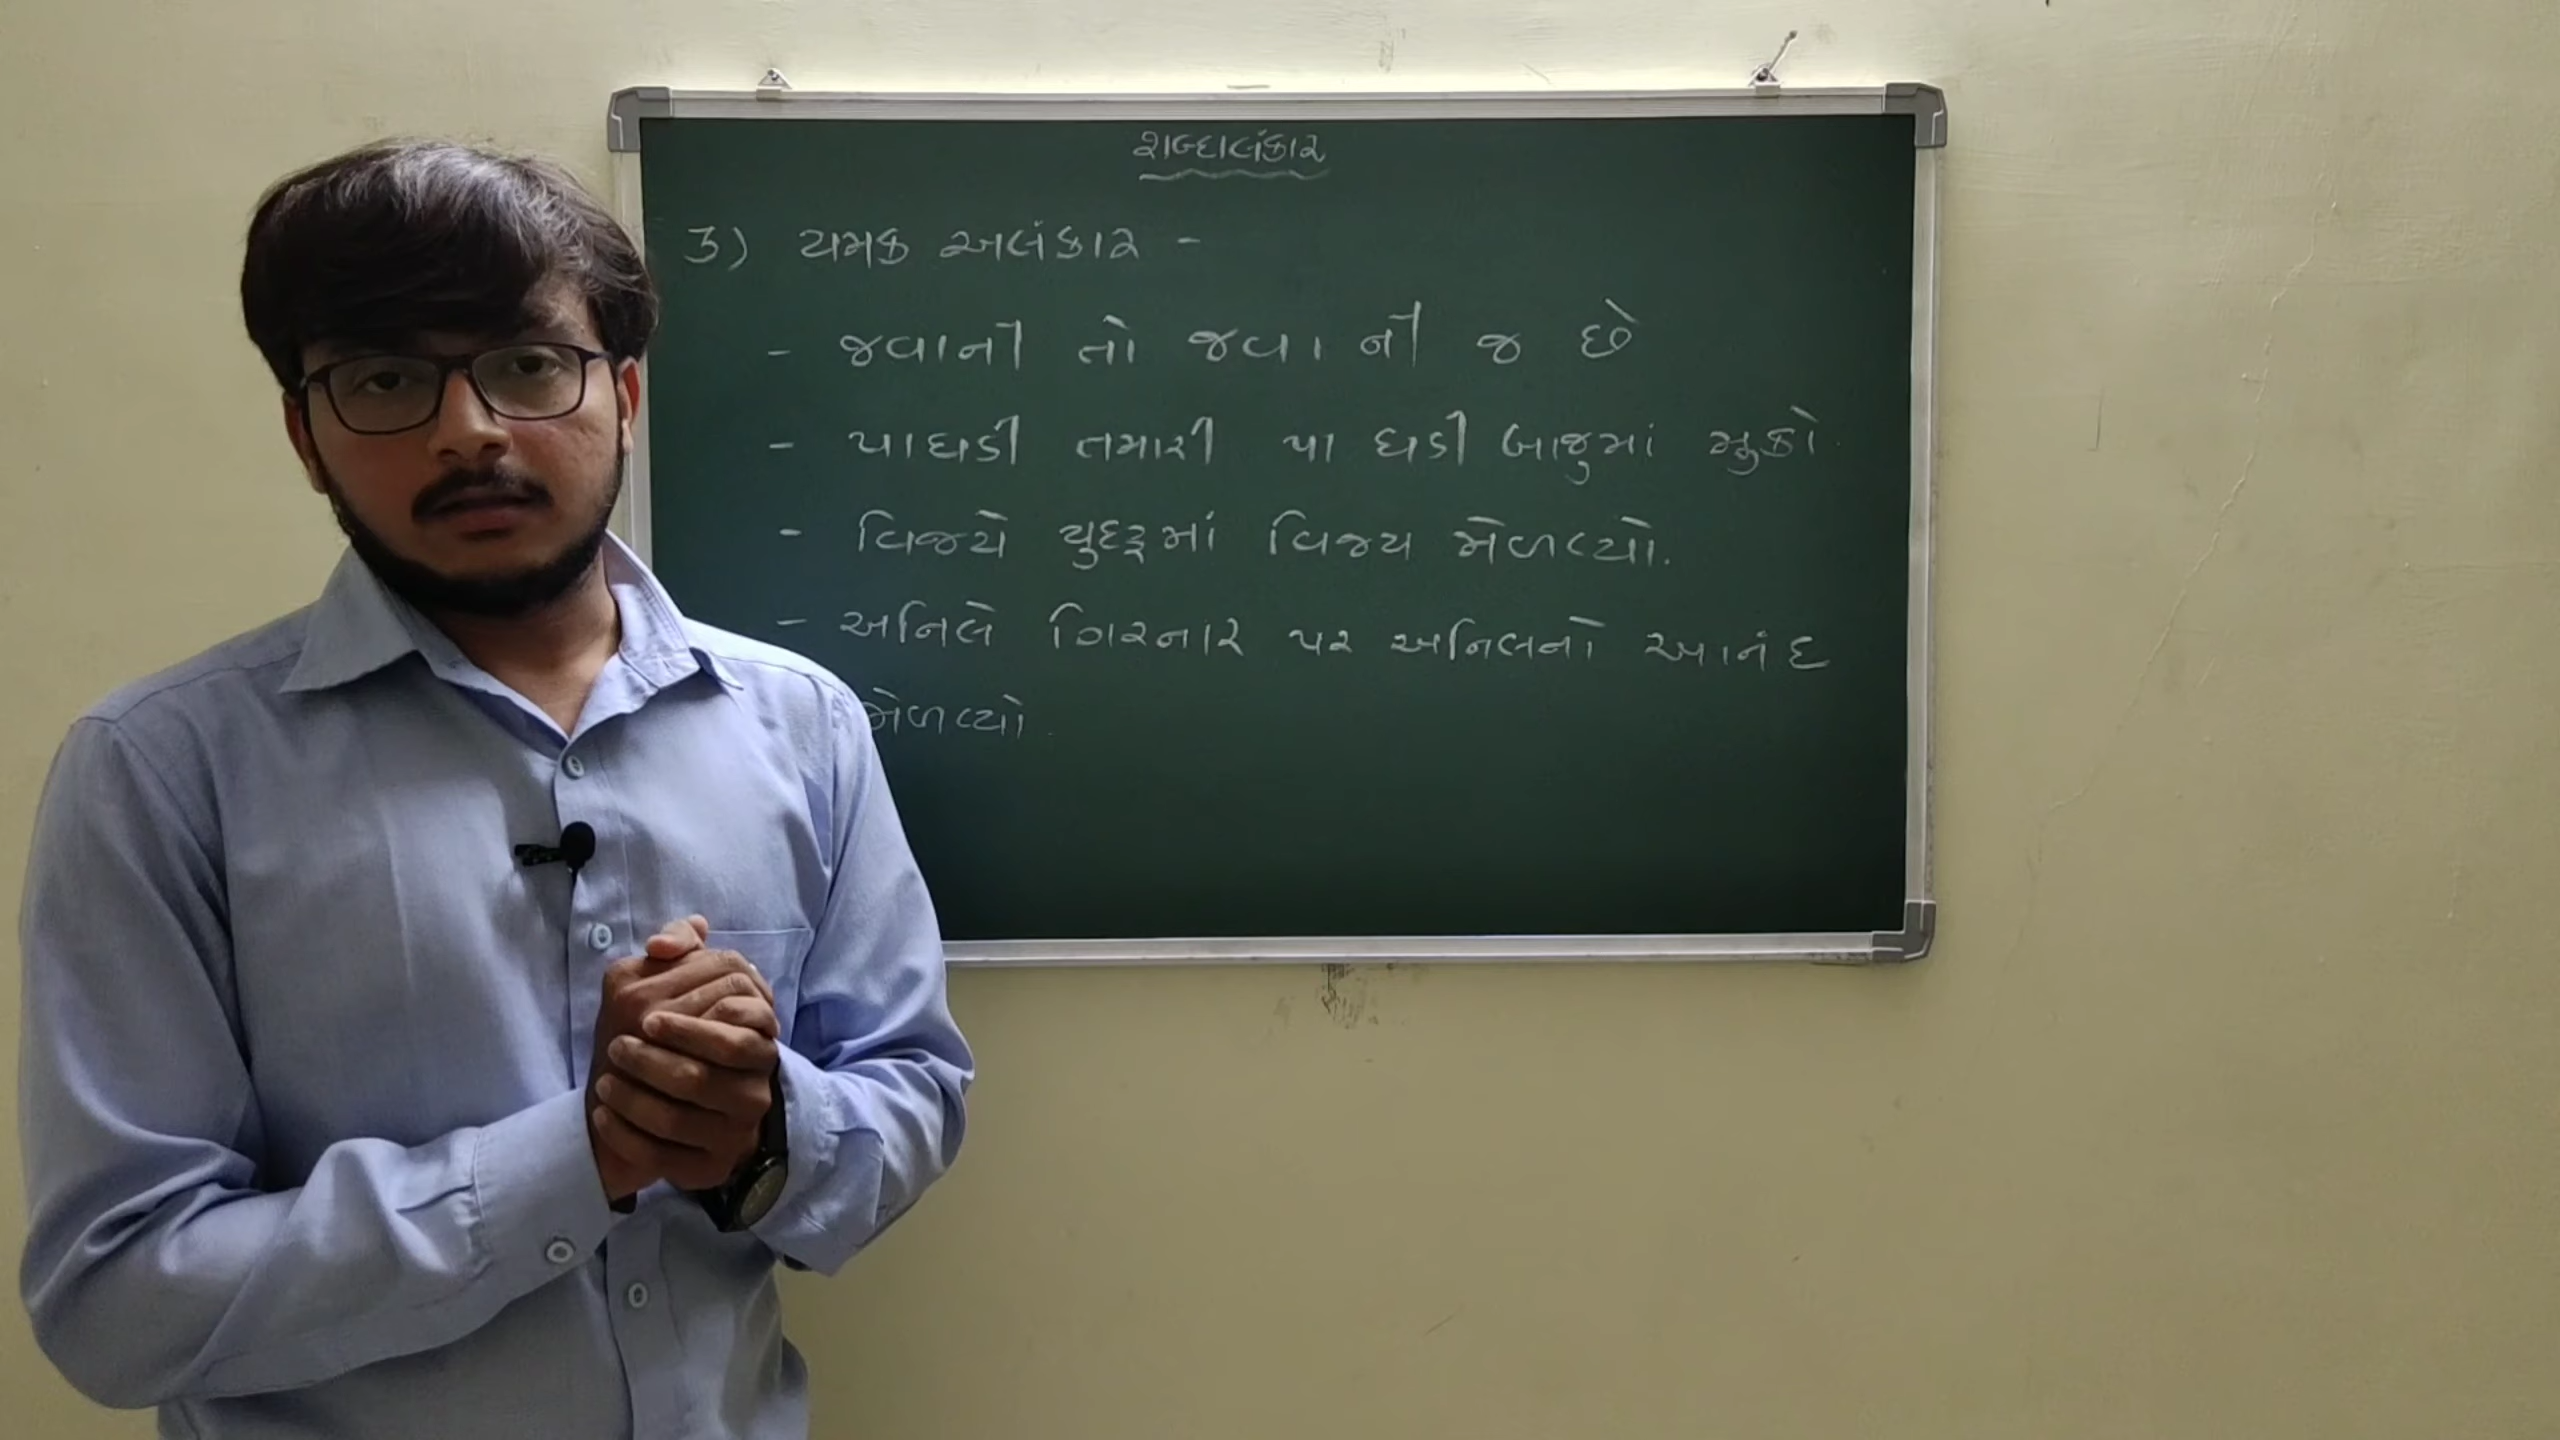 શબ્દાલંકાર
3) યમક અલંકાર -
- જવાની તો જવાની જ છે
- પાઘડી તમારી પા ઘડી બાજુમાં મુકો.
- વિજયે યુદ્ધમાં વિજય મેળવ્યો.
- અનિલે ગિરનાર પર અનિલનો આનંદ
મેળવ્યો.